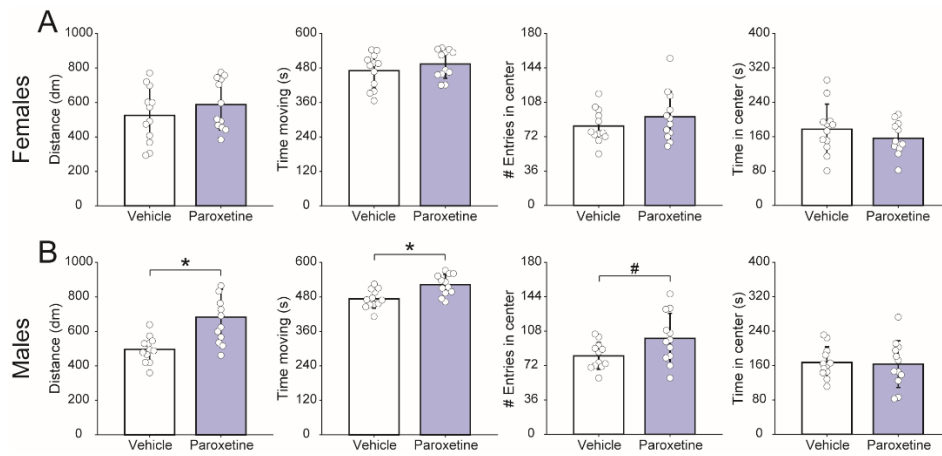 A
Females
Distance (dm)
1000
800
600
400
200
0
Vehicle
Paroxetine
Time moving (s)
600
480
360
240
120
0
Vehicle
Paroxetine
# Entries in center
180
144
108
72
36
0
Vehicle
Paroxetine
Time in center (s)
400
320
240
160
80
0
Vehicle
Paroxetine
B
Males
Distance (dm)
1000
800
600
400
200
0
*
Vehicle
Paroxetine
Time moving (s)
600
480
360
240
120
0
*
Vehicle
Paroxetine
# Entries in center
180
144
108
72
36
0
#
Vehicle
Paroxetine
Time in center (s)
400
320
240
160
80
0
Vehicle
Paroxetine